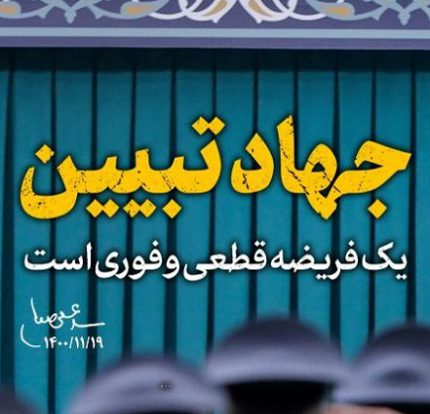 جهاد تبیین
یک فریضه قطعی و فوری است
۱۴۰۰/۱۱/۱۹